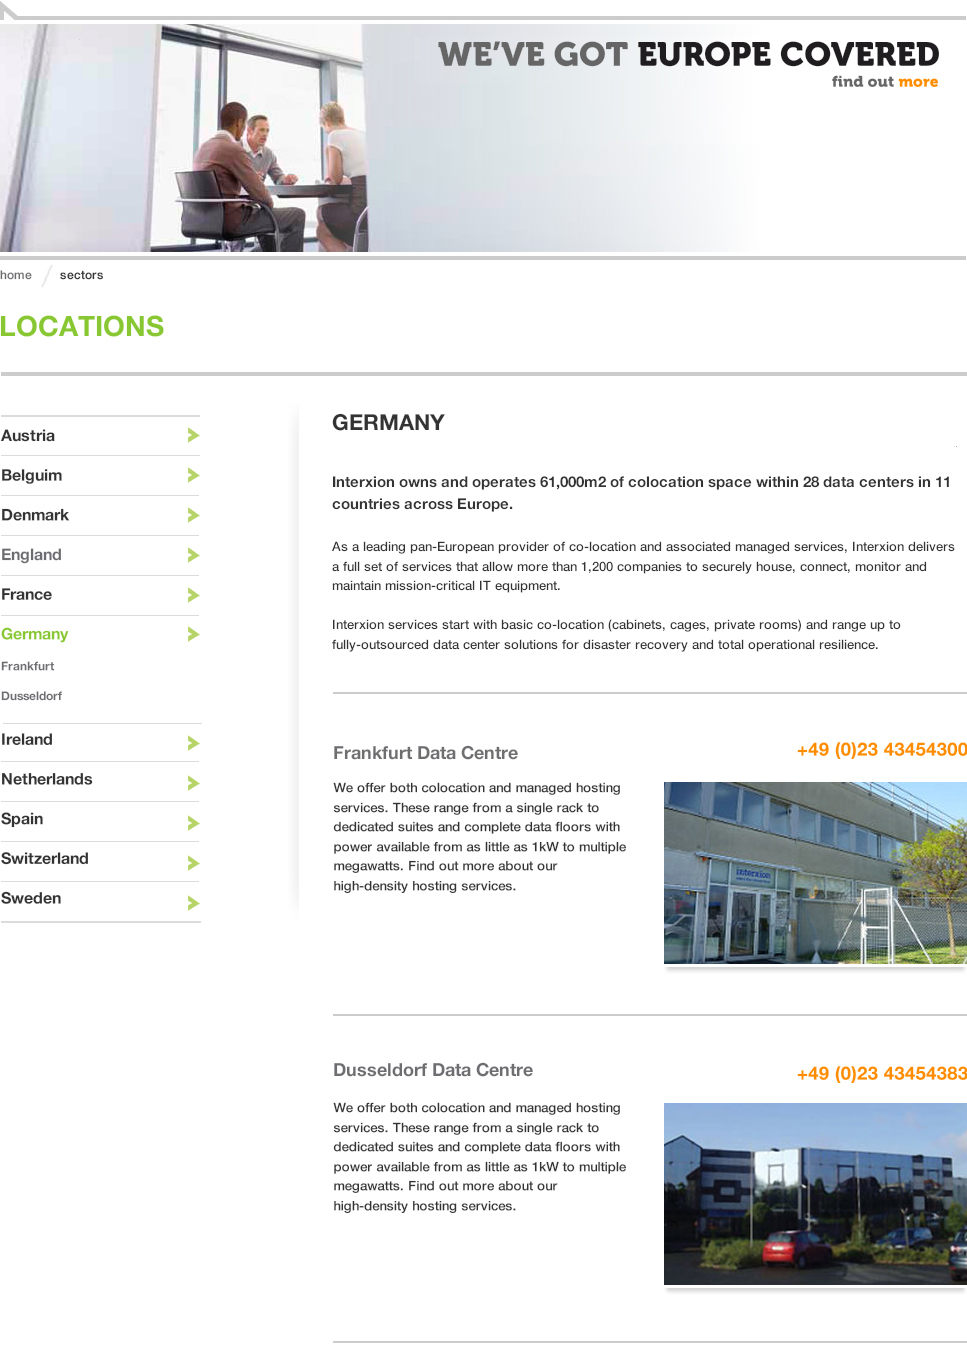 WE'VE GOT EUROPE COVERED
find out more
home
sectors
LOCATIONS
Austria
Belguim
Denmark
England
France
Germany
Frankfurt
Dusseldorf
Ireland
Netherlands
Spain
Switzerland
Sweden
GERMANY
Interxion owns and operates 61,000m2 of colocation space within 28 data centers in 11
countries across Europe.
As a leading pan-European provider of co-location and associated managed services, Interxion delivers
a full set of services that allow more than 1,200 companies to securely house, connect, monitor and
maintain mission-critical IT equipment.
Interxion services start with basic co-location (cabinets, cages, private rooms) and range up to
fully-outsourced data center solutions for disaster recovery and total operational resilience.
Frankfurt Data Centre
+49 (0)23 43454300
We offer both colocation and managed hosting
services. These range from a single rack to
dedicated suites and complete data floors with
power available from as little as 1kW to multiple
megawatts. Find out more about our
high-density hosting services.
interxion
Dusseldorf Data Centre
+49 (0)23 43454383
We offer both colocation and managed hosting
services. These range from a single rack to
dedicated suites and complete data floors with
power available from as little as 1kW to multiple
megawatts. Find out more about our
high-density hosting services.